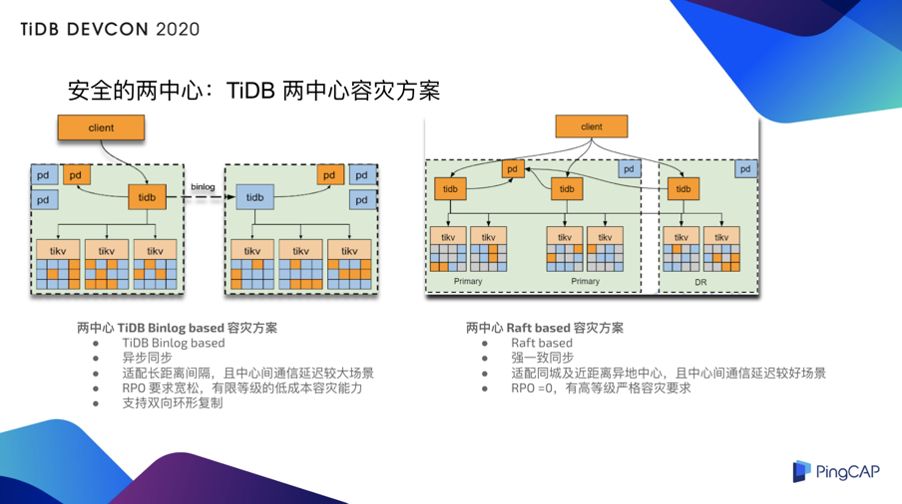 TiDB DEVCON 2020
安全的两中心：TiDB 两中心容灾方案
client
pd
pd
pd
tidb
binlog
tidb
pd
pd
pd
tikv
tikv
tikv
tikv
tikv
tikv
client
pd
pd
pd
tidb
tidb
tidb
tikv
tikv
tikv
tikv
tikv
tikv
Primary
Primary
DR
两中心 TiDB Binlog based 容灾方案
● TiDB Binlog based
● 异步同步
● 适配长距离间隔，且中心间通信延迟较大场景
● RPO 要求宽松，有限等级的低成本容灾能力
● 支持双向环形复制
两中心 Raft based 容灾方案
● Raft based
● 强一致同步
● 适配同城及近距离异地中心，且中心间通信延迟较好场景
● RPO =0，有高等级严格容灾要求
PingCAP